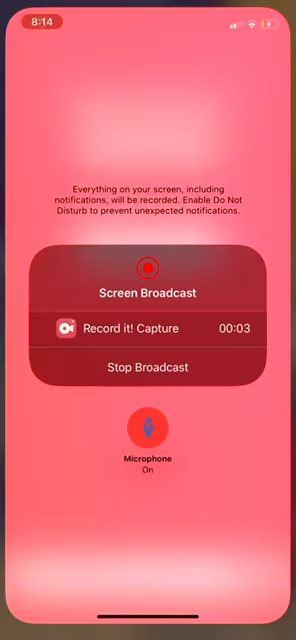 8:14
Everything on your screen, including
notifications, will be recorded. Enable Do Not
Disturb to prevent unexpected notifications.
Screen Broadcast
Record it! Capture 00:03
Stop Broadcast
Microphone
On